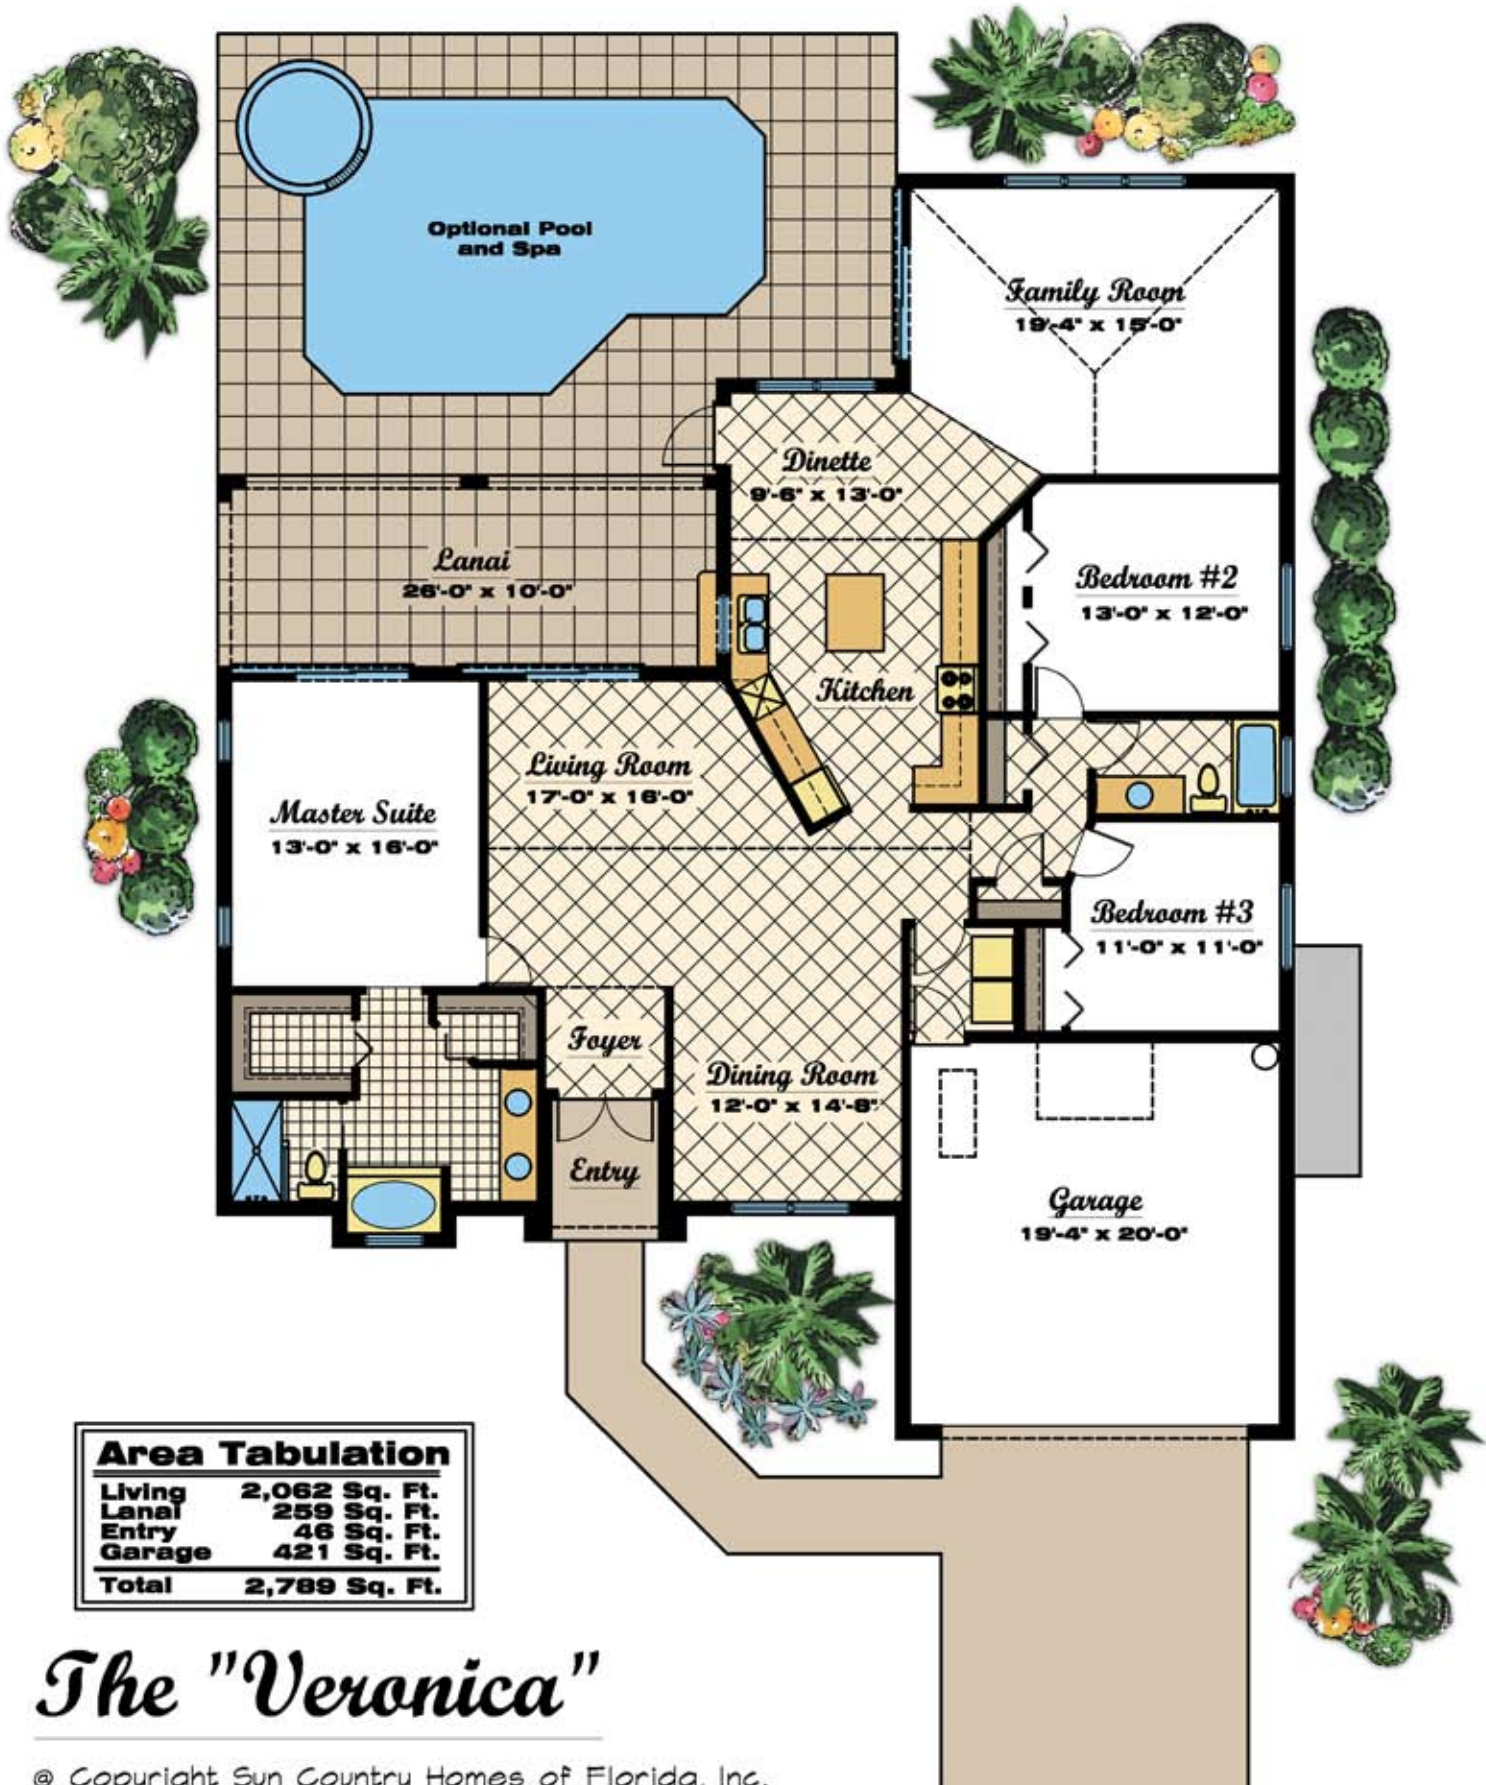 Optional Pool
and Spa
Family Room
19'-4" x 15'-0"
Dinette
9'-6" x 13'-0"
Lanai
26'-0" x 10'-0"
Bedroom #2
13'-0" x 12'-0"
Kitchen
Living Room
17'-0" x 16'-0"
Master Suite
13'-0" x 16'-0"
Bedroom #3
11'-0" x 11'-0"
Foyer
Dining Room
12'-0" x 14'-8"
Entry
Garage
19'-4" x 20'-0"
Area Tabulation
Living 2,062 Sq. Ft.
Lanai 259 Sq. Ft.
Entry 46 Sq. Ft.
Garage 421 Sq. Ft.
Total 2,789 Sq. Ft.
The "Veronica"
@ Copyright Sun Country Homes of Florida, Inc.